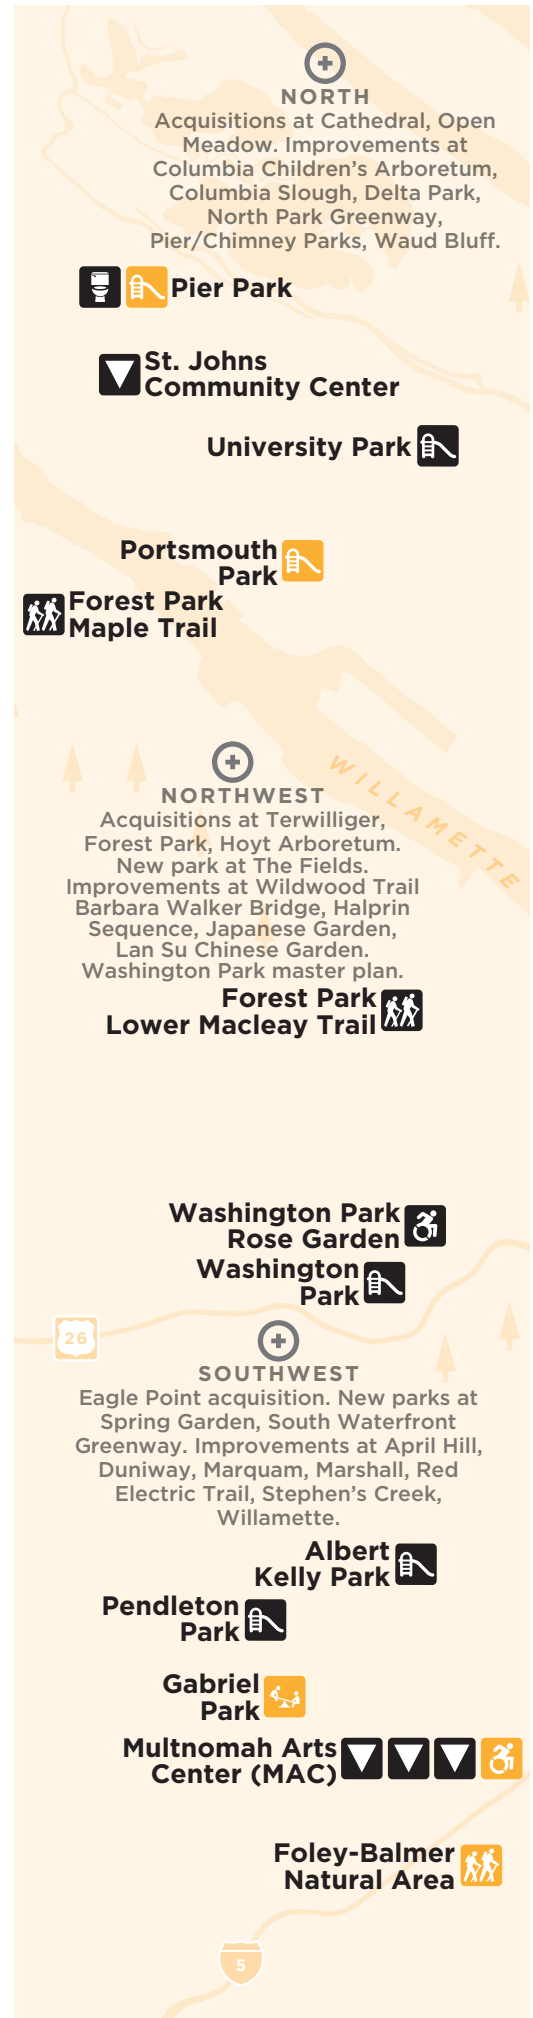 NORTH
Acquisitions at Cathedral, Open
Meadow. Improvements at
Columbia Children’s Arboretum,
Columbia Slough, Delta Park,
North Park Greenway,
Pier/Chimney Parks, Waud Bluff.
Pier Park
St. Johns
Community Center
University Park
Portsmouth
Park
Forest Park
Maple Trail
WILLAMETTE
NORTHWEST
Acquisitions at Terwilliger,
Forest Park, Hoyt Arboretum.
New park at The Fields.
Improvements at Wildwood Trail
Barbara Walker Bridge, Halprin
Sequence, Japanese Garden,
Lan Su Chinese Garden.
Washington Park master plan.
Forest Park
Lower Macleay Trail
Washington Park
Rose Garden
Washington
Park
26
SOUTHWEST
Eagle Point acquisition. New parks at
Spring Garden, South Waterfront
Greenway. Improvements at April Hill,
Duniway, Marquam, Marshall, Red
Electric Trail, Stephen’s Creek,
Willamette.
Albert
Kelly Park
Pendleton
Park
Gabriel
Park
Multnomah Arts
Center (MAC)
Foley-Balmer
Natural Area
5